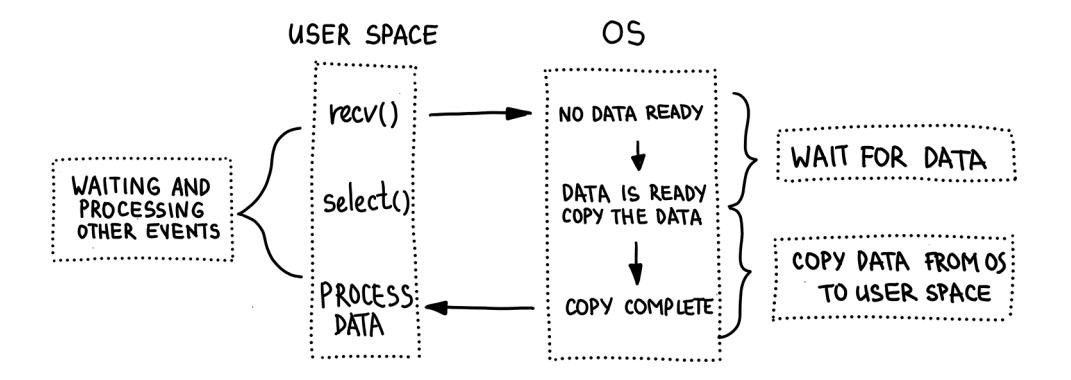 USER SPACE
OS
recv()
NO DATA READY
WAIT FOR DATA
WAITING AND
PROCESSING
OTHER EVENTS
select()
DATA IS READY
COPY THE DATA
COPY DATA FROM OS
TO USER SPACE
PROCESS
DATA
COPY COMPLETE